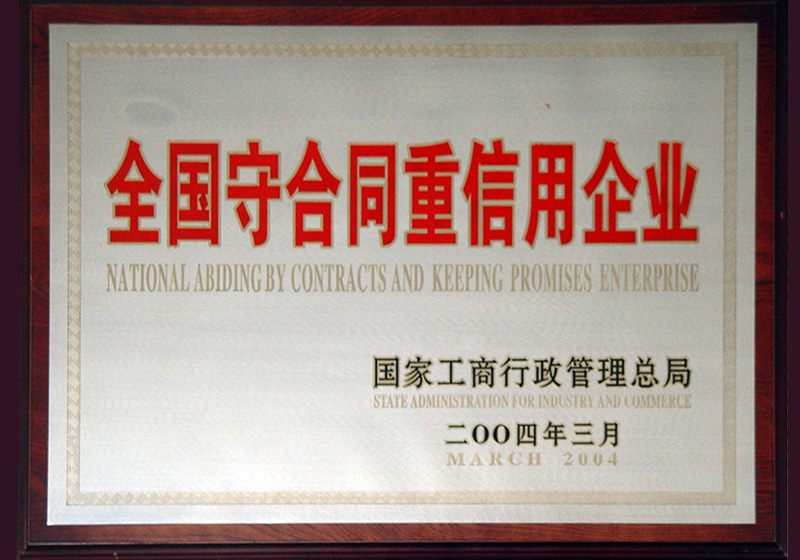 全国守合同重信用企业
NATIONAL ABIDING BY CONTRACTS AND KEEPING PROMISES ENTERPRISE
国家工商行政管理总局
STATE ADMINISTRATION FOR INDUSTRY AND COMMERCE
二OO四年三月
MARCH 2004